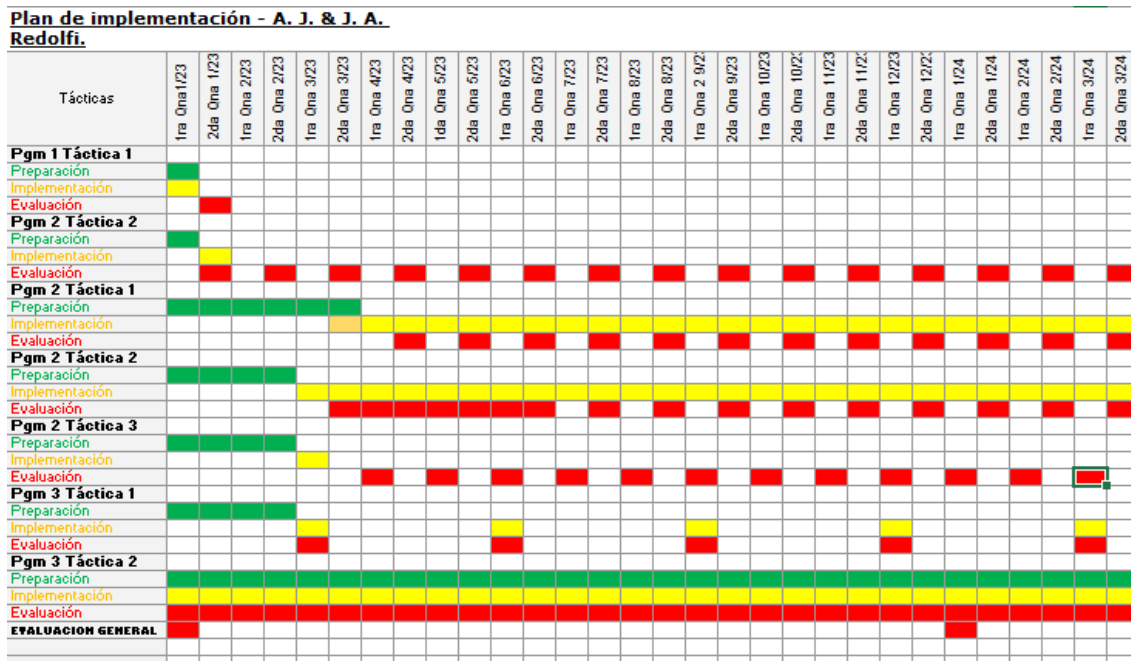 Plan de implementación - A. J. & J. A.
Redolfi.
Tácticas
1ra Qna1/23
2da Qna 1/23
1ra Qna 2/23
2da Qna 2/23
1ra Qna 3/23
2da Qna 3/23
1ra Qna 4/23
2da Qna 4/23
1da Qna 5/23
2da Qna 5/23
1ra Qna 6/23
2da Qna 6/23
1ra Qna 7/23
2da Qna 7/23
1ra Qna 8/23
2da Qna 8/23
1ra Qna 2 9/2
2da Qna 9/23
1ra Qna 10/23
2da Qna 10/2
1ra Qna 11/23
2da Qna 11/2
1ra Qna 12/23
2da Qna 12/2
1ra Qna 1/24
2da Qna 1/24
1ra Qna 2/24
2da Qna 2/24
1ra Qna 3/24
2da Qna 3/24
Pgm 1 Táctica 1
Preparación
Implementación
Evaluación
Pgm 2 Táctica 2
Preparación
Implementación
Evaluación
Pgm 2 Táctica 1
Preparación
Implementación
Evaluación
Pgm 2 Táctica 2
Preparación
Implementación
Evaluación
Pgm 2 Táctica 3
Preparación
Implementación
Evaluación
Pgm 3 Táctica 1
Preparación
Implementación
Evaluación
Pgm 3 Táctica 2
Preparación
Implementación
Evaluación
EVALUACION GENERAL